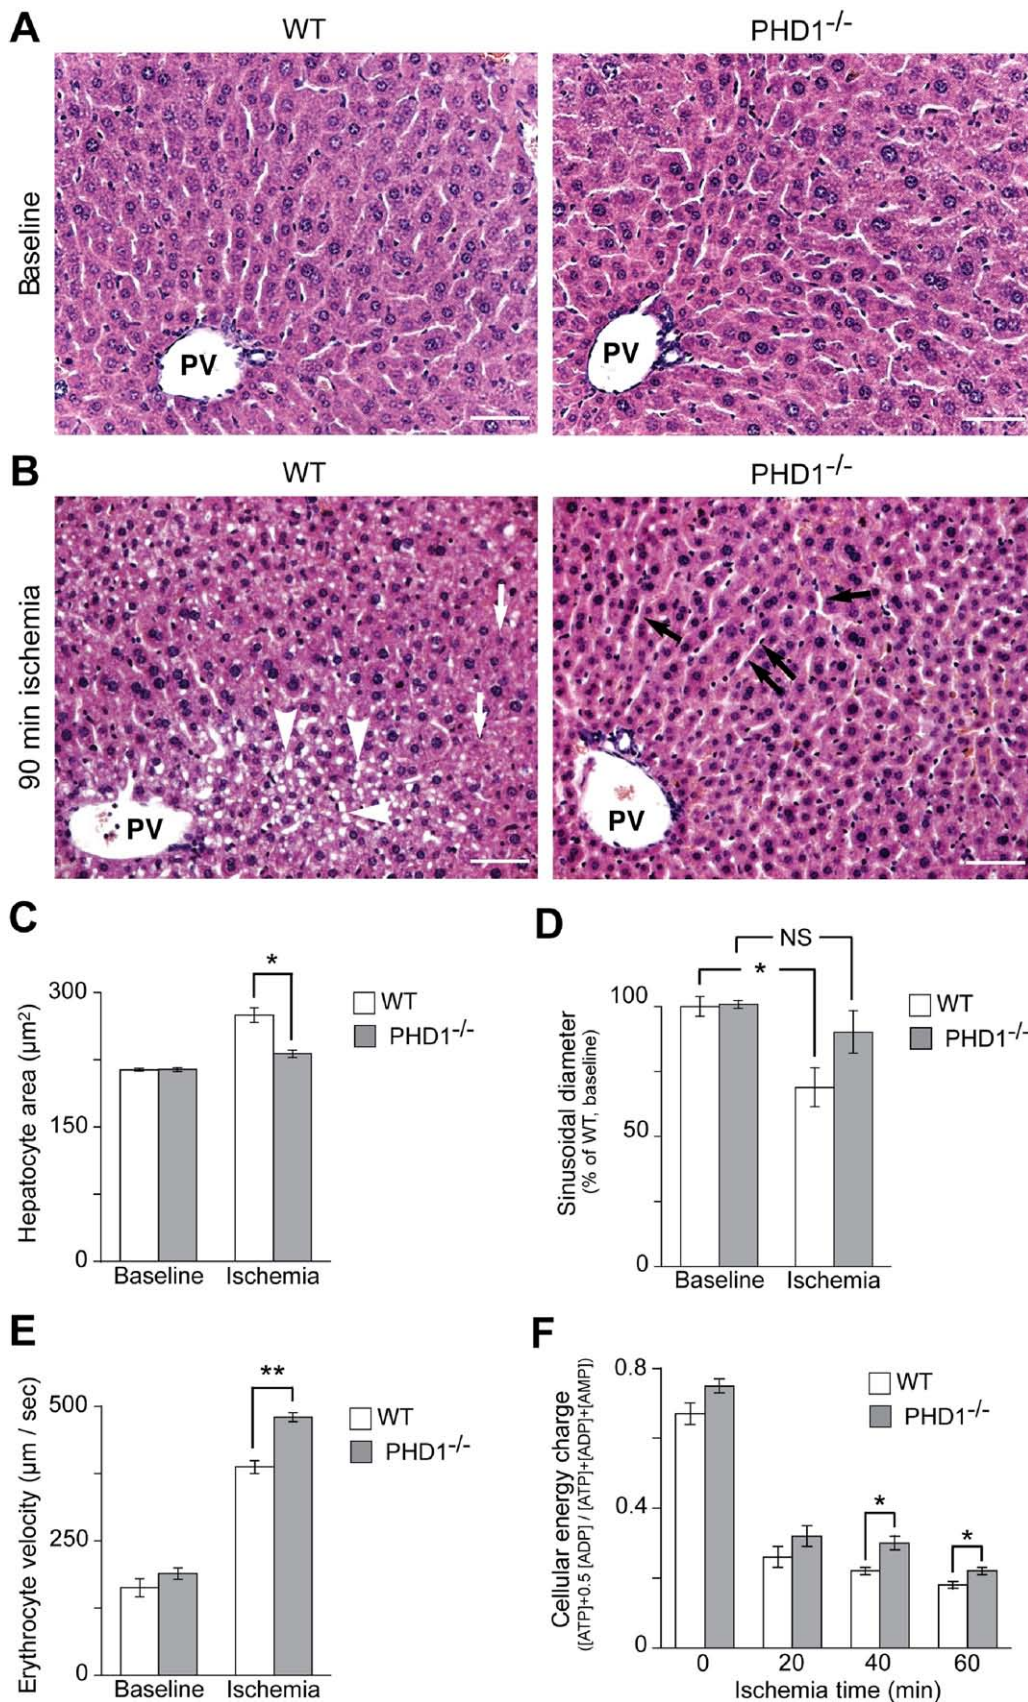 A
WT
PHD1-/-
Baseline
PV
PV
B
WT
PHD1-/-
90 min ischemia
PV
PV
C
Hepatocyte area (µm²)
300
150
0
*
WT
PHD1-/-
Baseline
Ischemia
D
Sinusoidal diameter
(% of WT, baseline)
100
50
0
NS
*
WT
PHD1-/-
Baseline
Ischemia
E
Erythrocyte velocity (µm / sec)
500
250
0
**
WT
PHD1-/-
Baseline
Ischemia
F
Cellular energy charge
([ATP]+0.5 [ADP] / [ATP]+[ADP]+[AMP])
0.8
0.4
0
*
*
WT
PHD1-/-
0
20
40
60
Ischemia time (min)